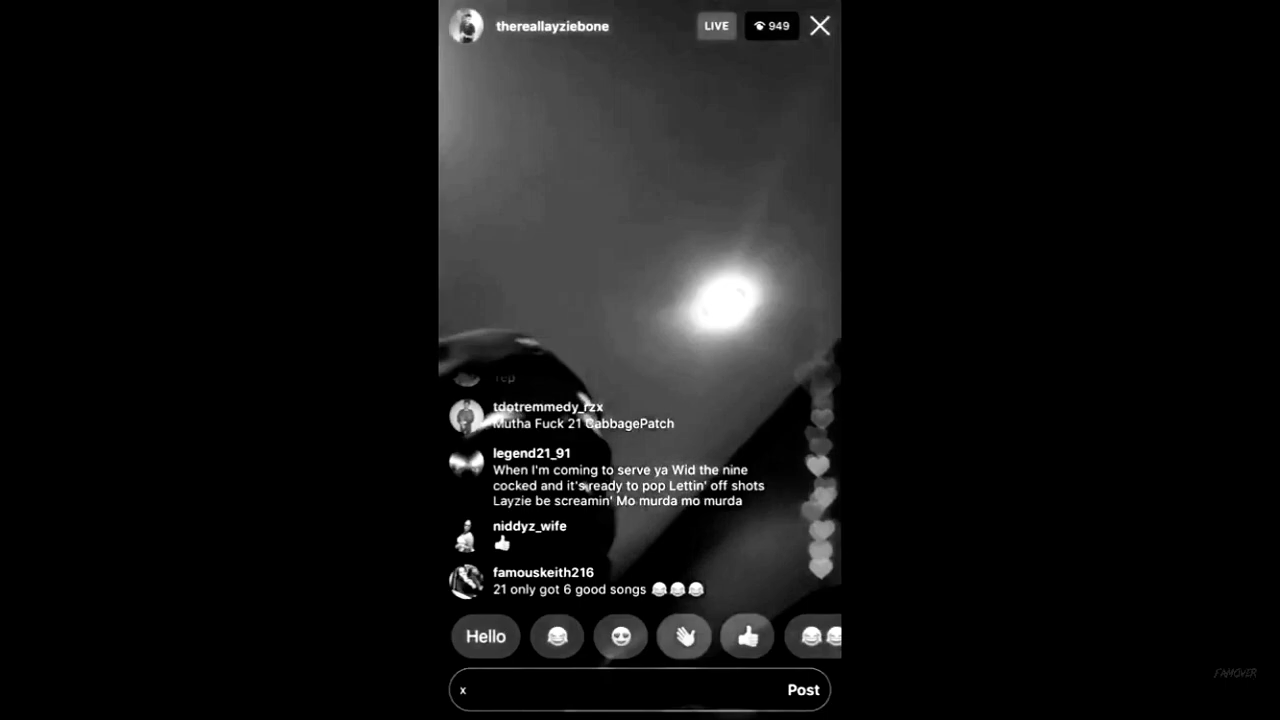 thereallayziebone
LIVE
949
rcp
tdotremmedy_rzx
Mutha Fuck 21 CabbagePatch
legend21_91
When I'm coming to serve ya Wid the nine
cocked and it's ready to pop Lettin' off shots
Layzie be screamin' Mo murda mo murda
niddyz_wife
👍
famouskeith216
21 only got 6 good songs 😂😂😂
Hello
x
Post
FAMOVER